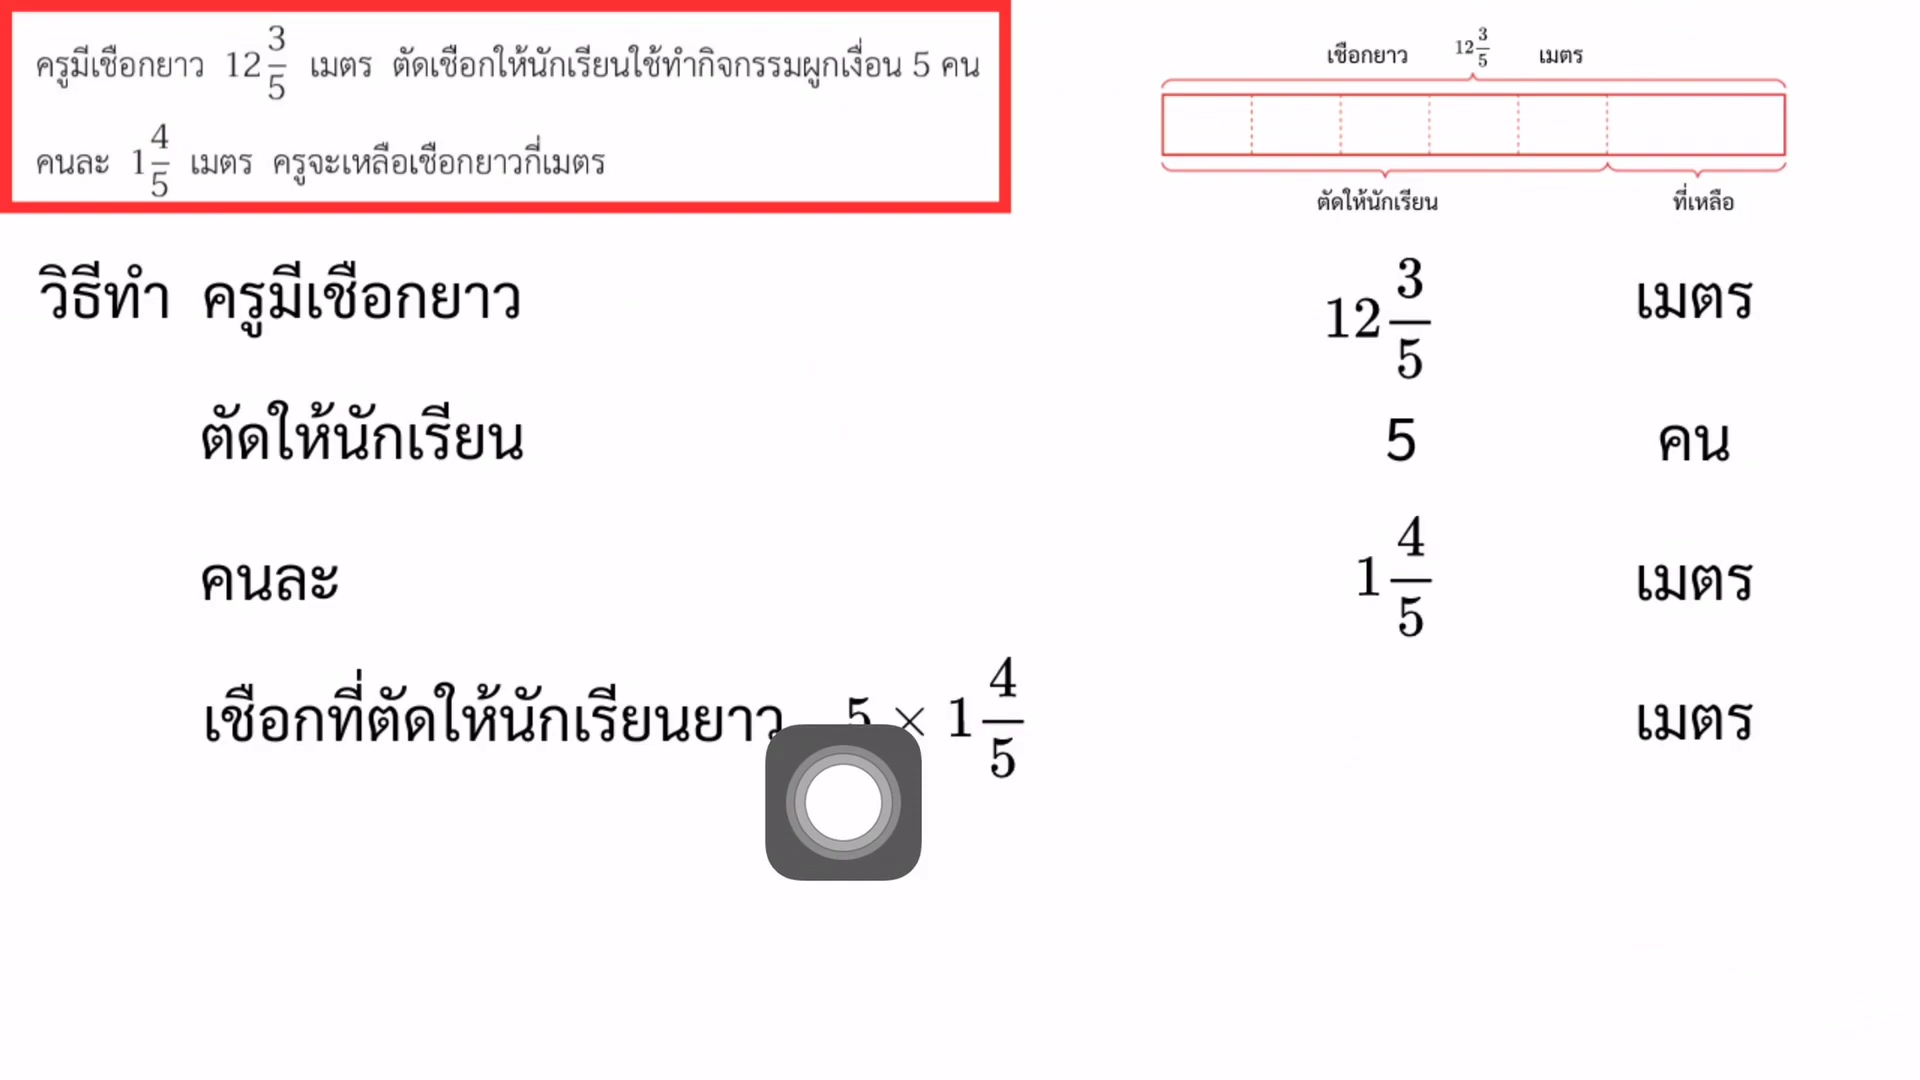 ครูมีเชือกยาว 12 3/5 เมตร ตัดเชือกให้นักเรียนใช้ทำกิจกรรมผูกเงื่อน 5 คน
คนละ 1 4/5 เมตร ครูจะเหลือเชือกยาวกี่เมตร
เชือกยาว 12 3/5 เมตร
ตัดให้นักเรียน ที่เหลือ
วิธีทำ ครูมีเชือกยาว 12 3/5 เมตร
ตัดให้นักเรียน 5 คน
คนละ 1 4/5 เมตร
เชือกที่ตัดให้นักเรียนยาว 5 × 1 4/5 เมตร